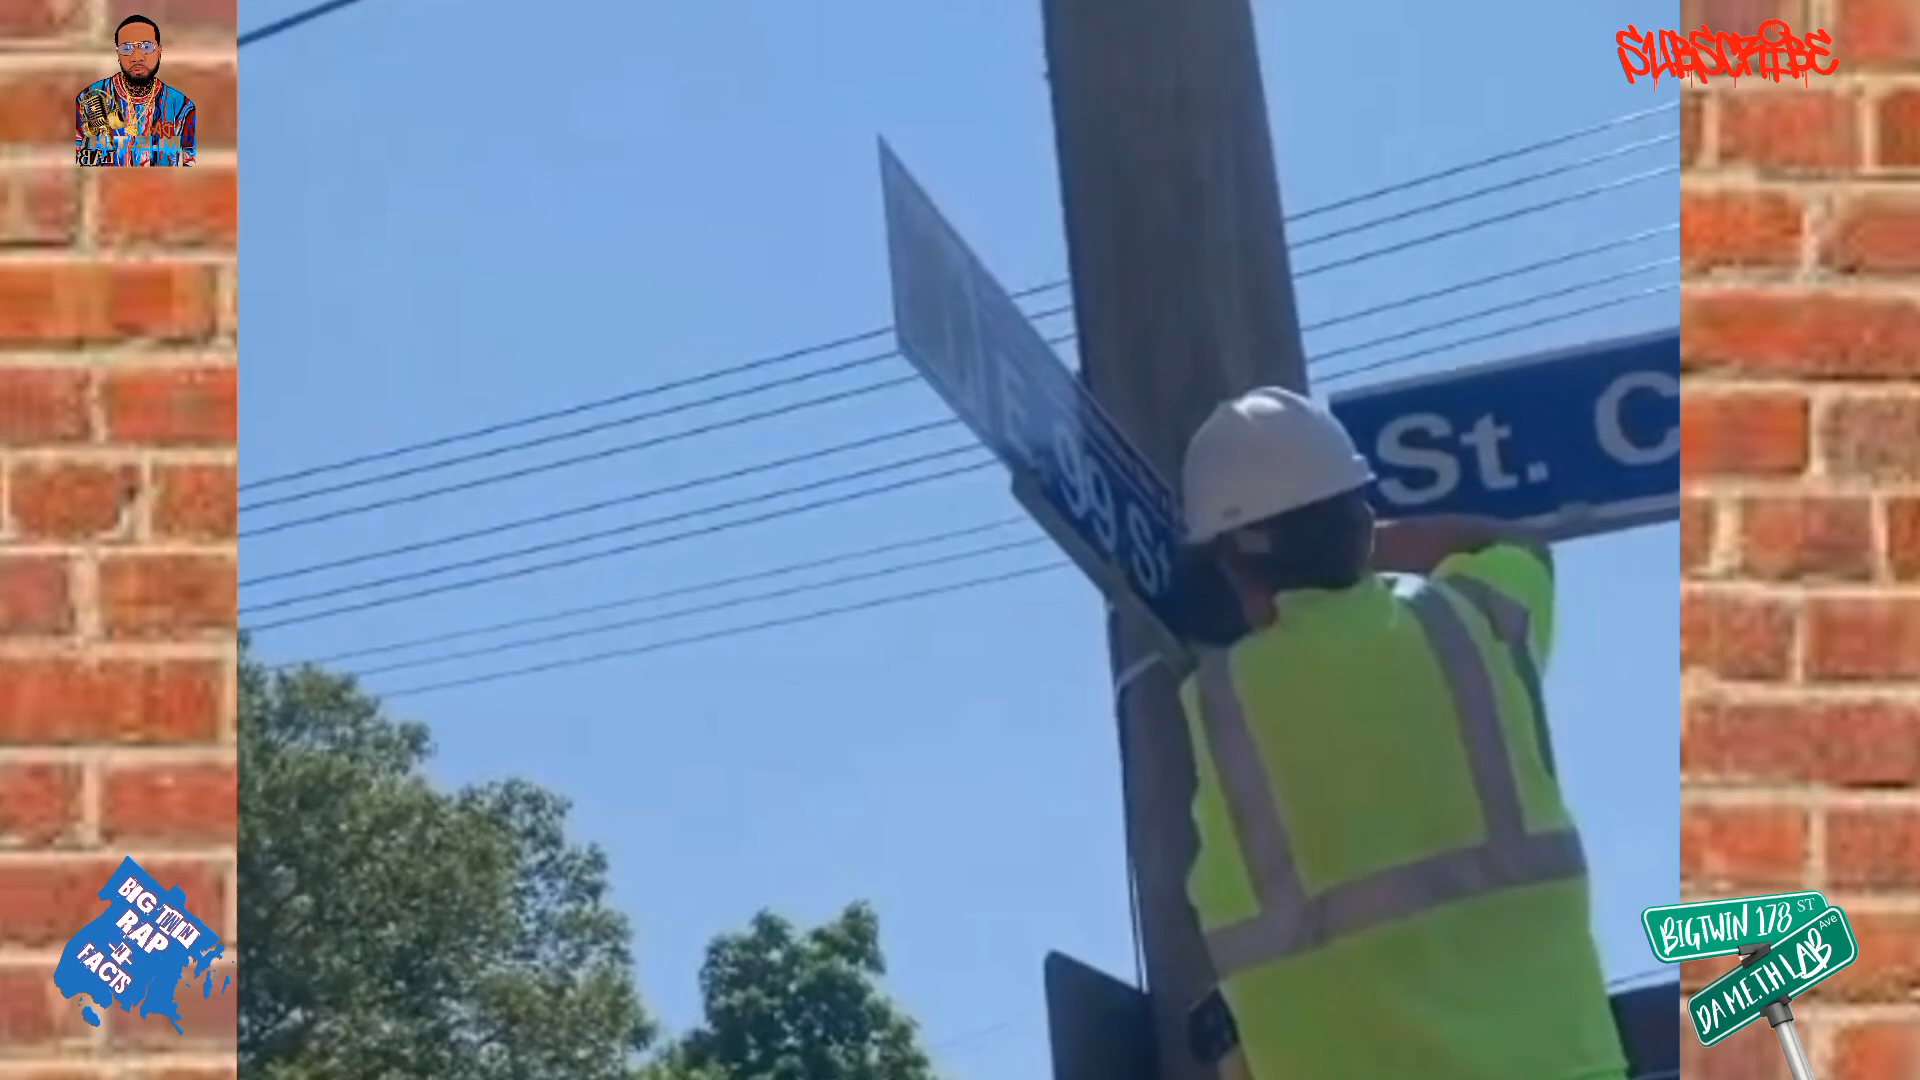 SUBSCRIBE
E. 99 St
St. C
BIG TWIN
RAP
-N-
FACTS
BIGTWIN 178 ST
DA M.E.T.H LAB Ave